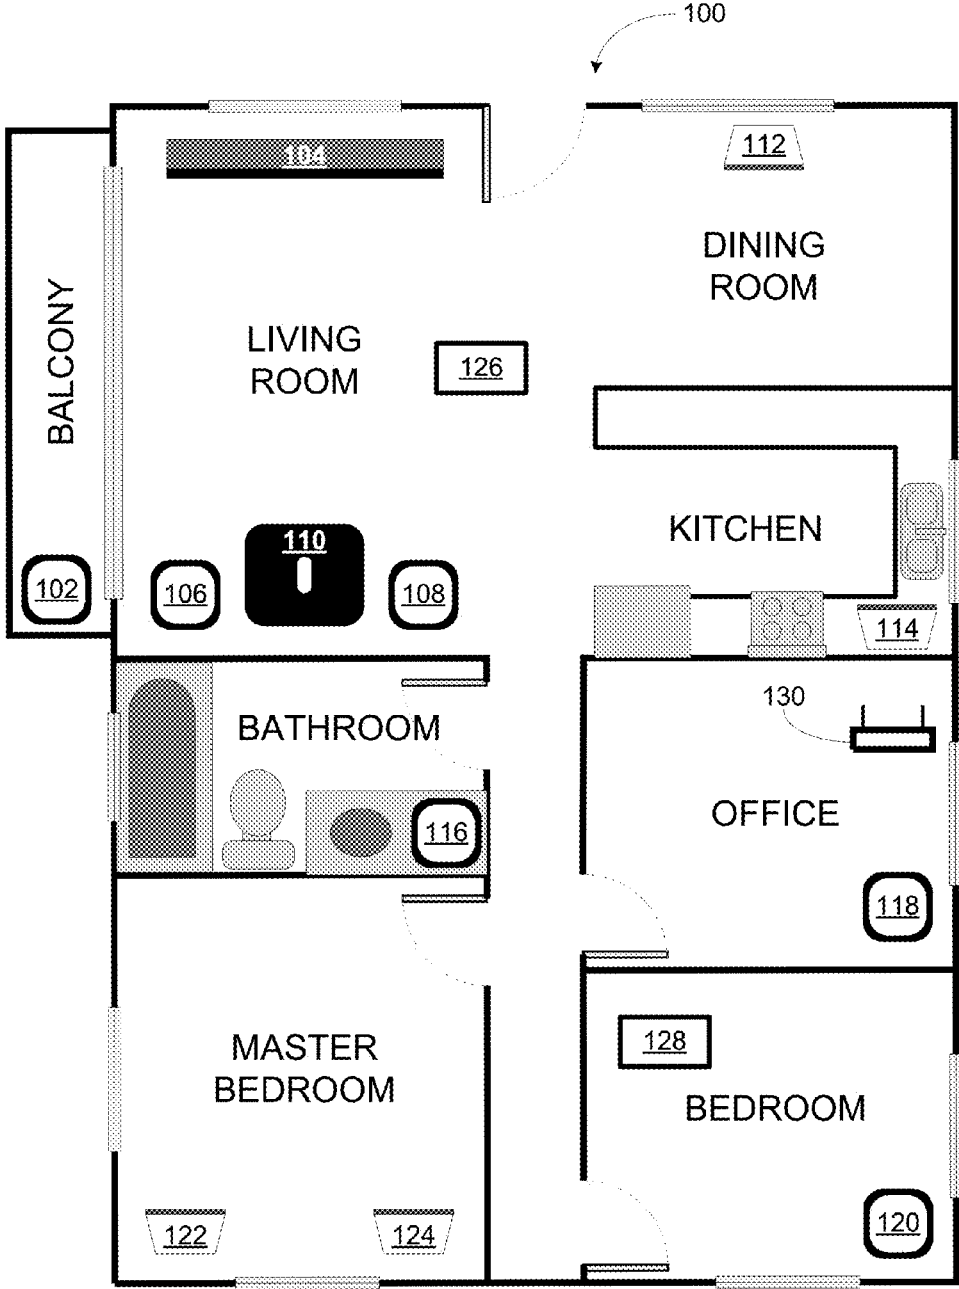 100
104
112
DINING
ROOM
BALCONY
LIVING
ROOM
126
KITCHEN
110
102
106
108
114
130
BATHROOM
OFFICE
116
118
MASTER
BEDROOM
128
BEDROOM
122
124
120